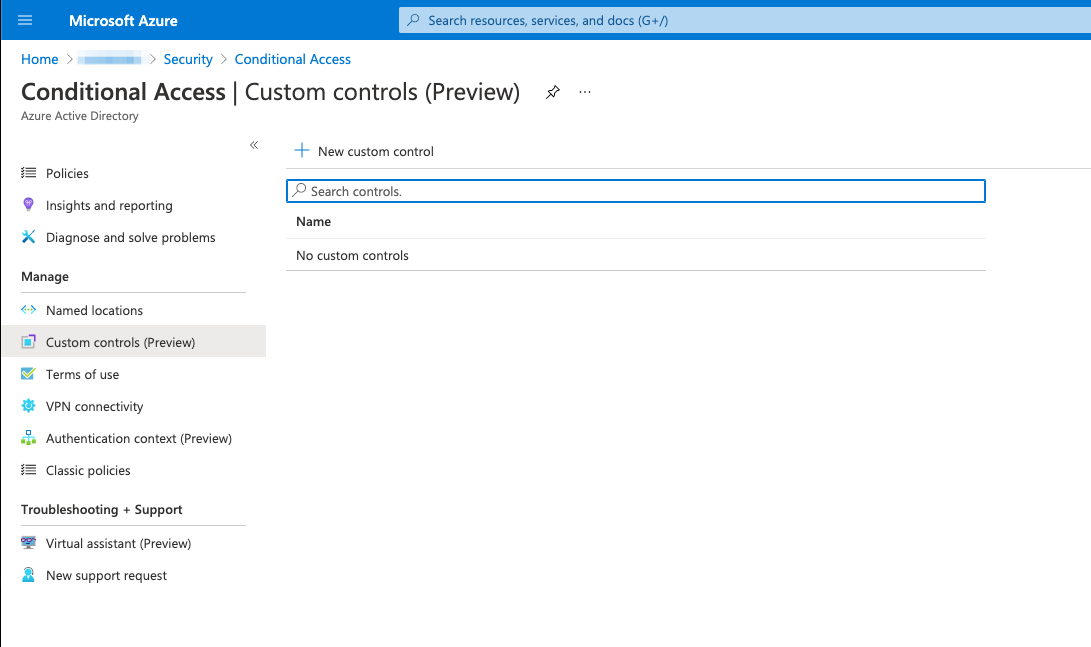 Microsoft Azure
Search resources, services, and docs (G+/)
Home > > Security > Conditional Access
Conditional Access | Custom controls (Preview) ...
Azure Active Directory
«
New custom control
Policies
Search controls.
Insights and reporting
Name
Diagnose and solve problems
No custom controls
Manage
Named locations
Custom controls (Preview)
Terms of use
VPN connectivity
Authentication context (Preview)
Classic policies
Troubleshooting + Support
Virtual assistant (Preview)
New support request